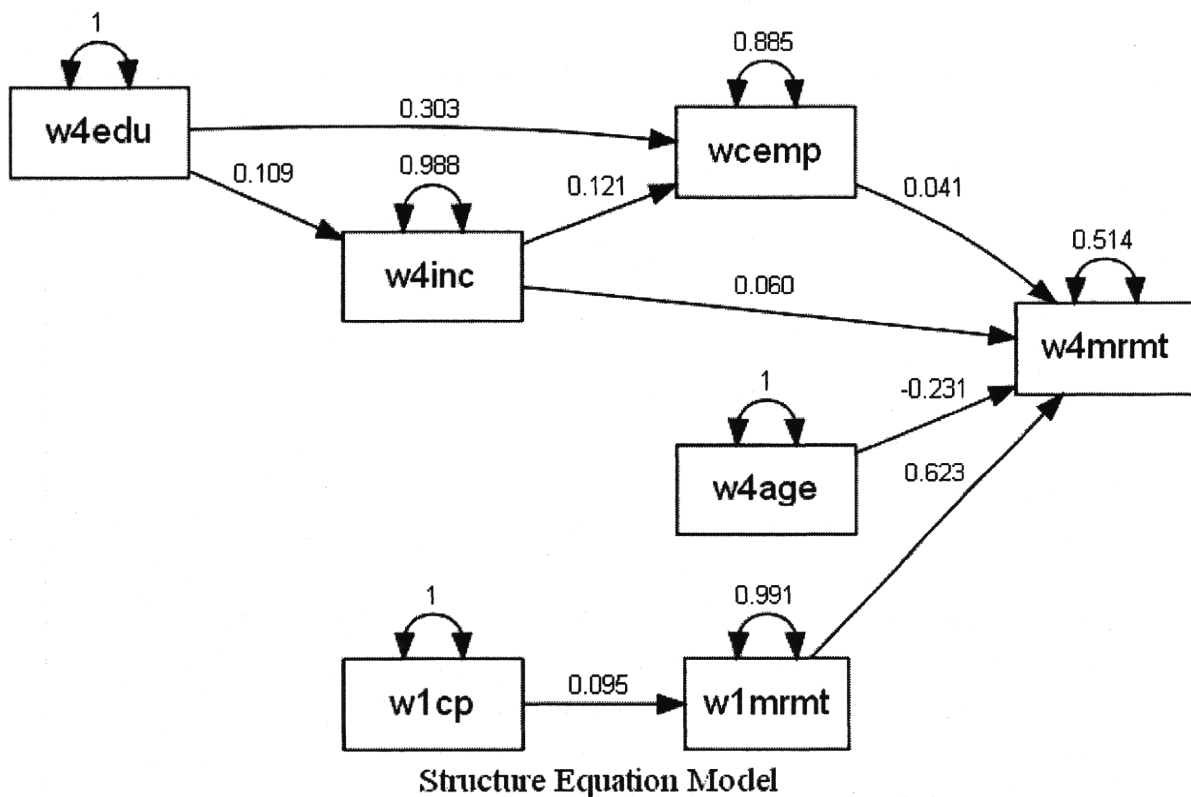 1
0.885
w4edu
0.303
wcemp
0.109
0.988
0.121
0.041
w4inc
0.514
0.060
w4mrmt
1
-0.231
w4age
0.623
1
0.991
w1cp
0.095
w1mrmt
Structure Equation Model